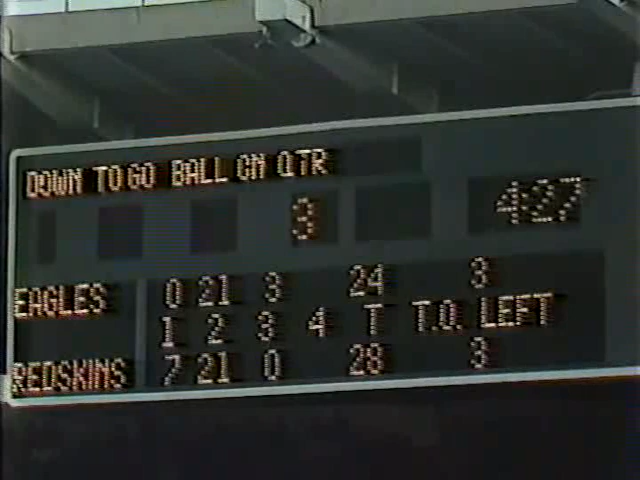 DOWN TO GO BALL ON QTR
3 4:27
EAGLES 0 21 3 24 3
1 2 3 4 T T.O. LEFT
REDSKINS 7 21 0 28 3